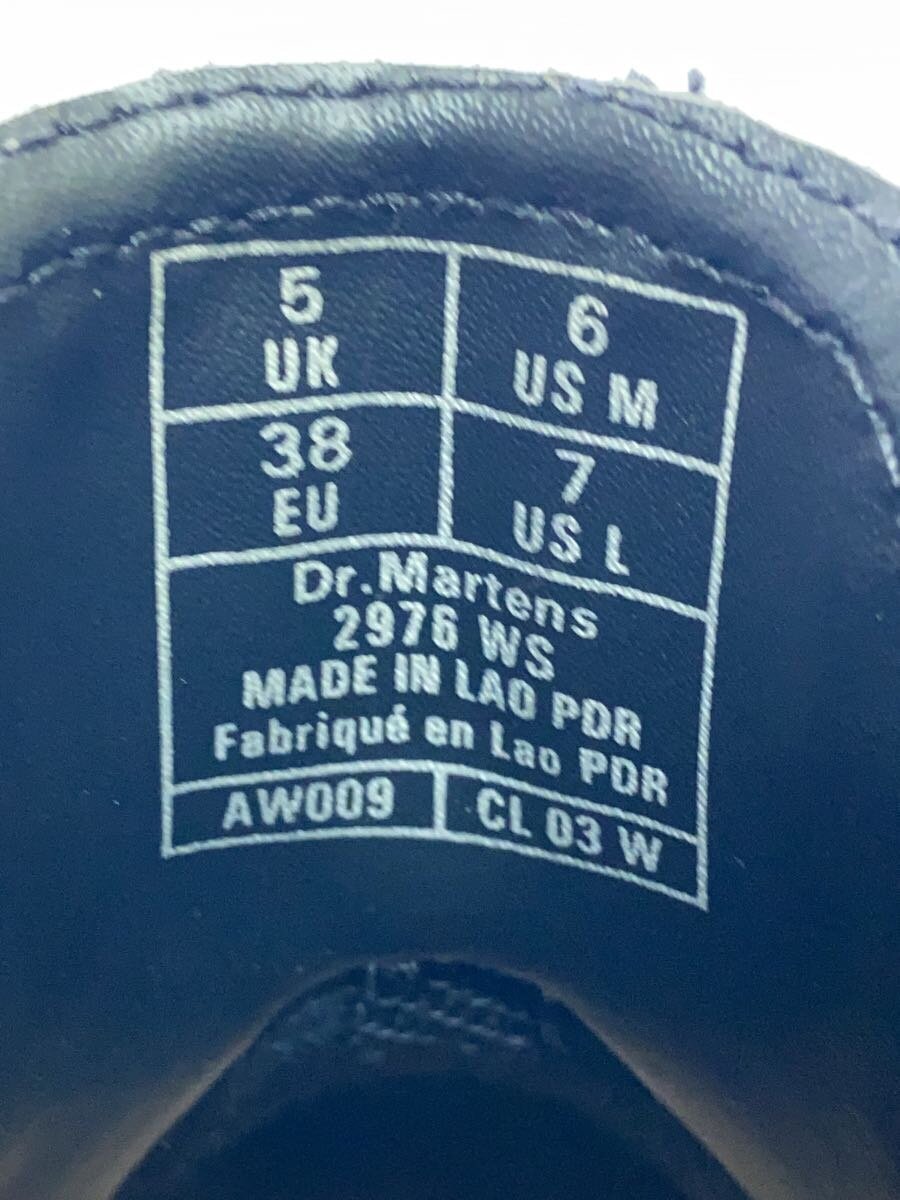 5
UK
6
US M
38
EU
7
US L
Dr.Martens
2976 WS
MADE IN LAO PDR
Fabriqué en Lao PDR
AW009
CL 03 W